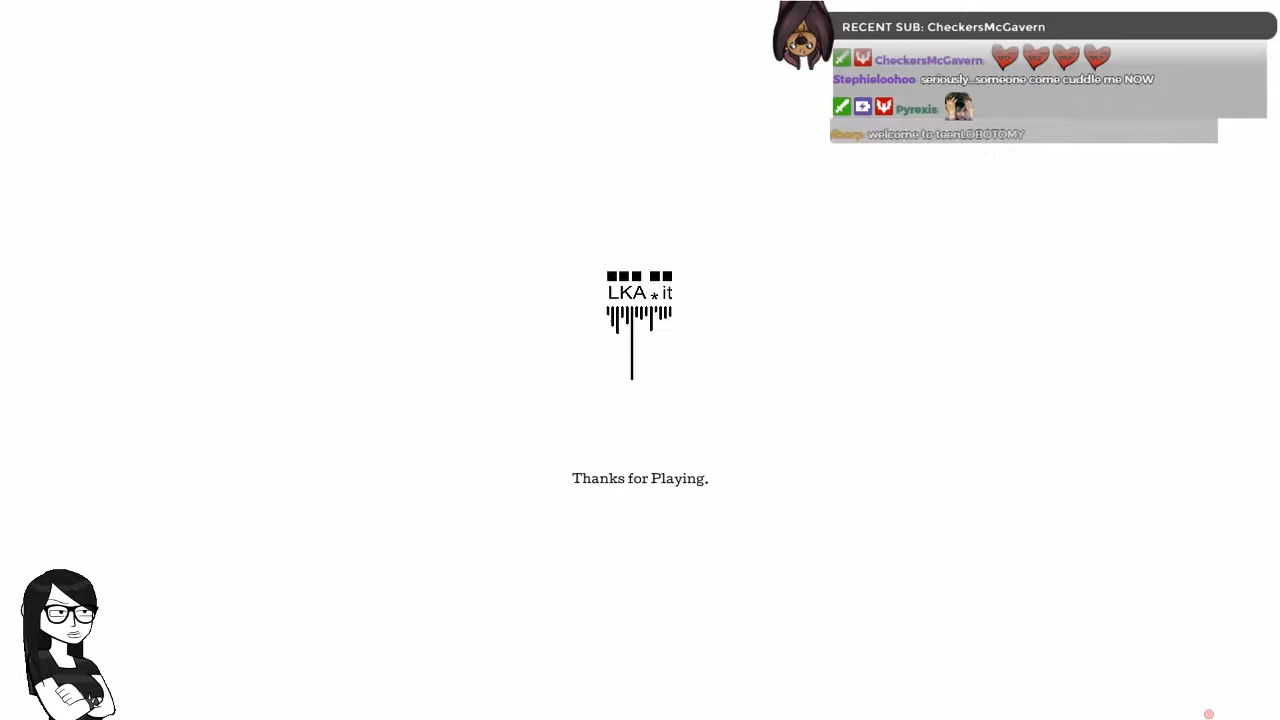 RECENT SUB: CheckersMcGavern
CheckersMcGavern:
Stephieloohoo seriously...someone come cuddle me NOW
Pyrexis:
welcome to teenLOBOTOMY
LKA * it
Thanks for Playing.